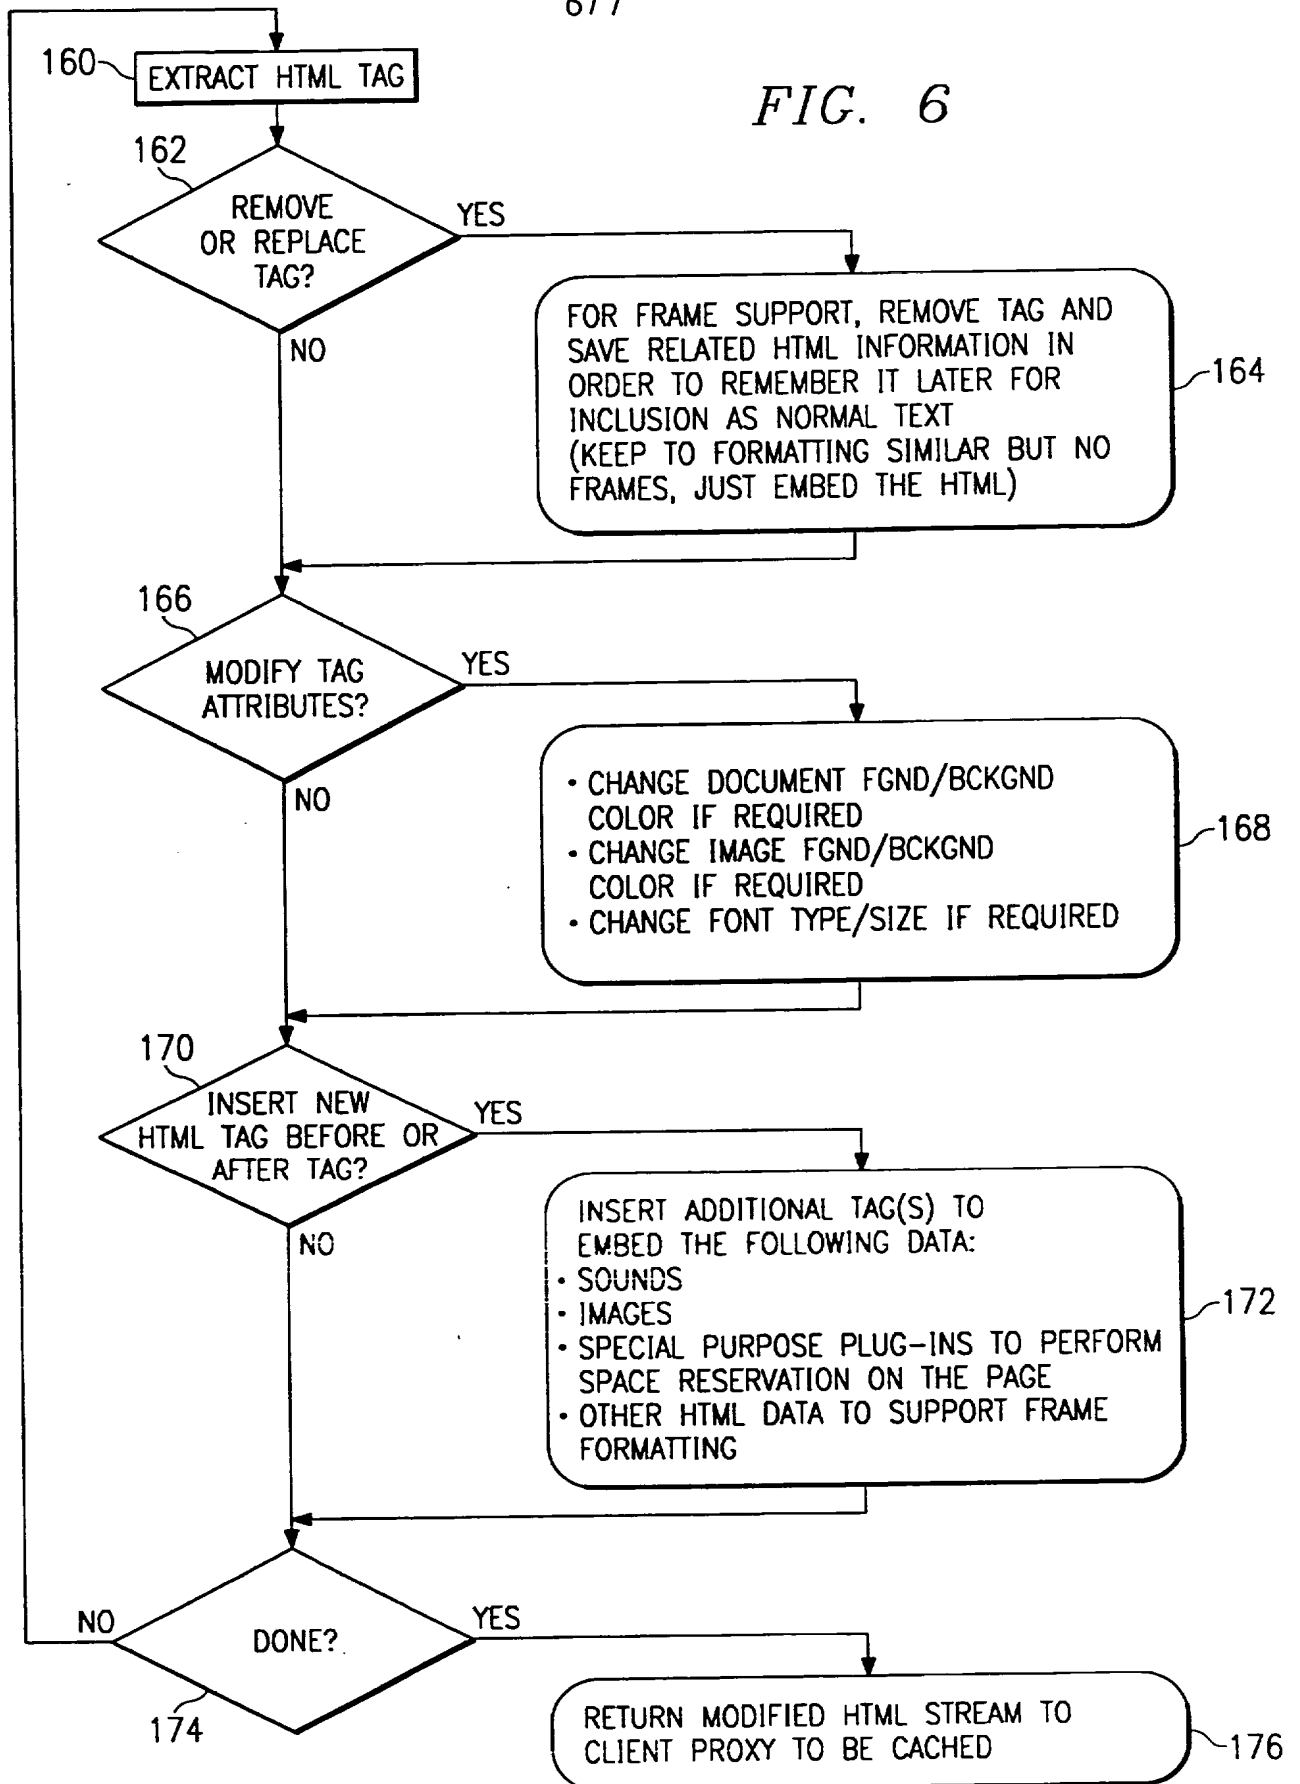 677
160
EXTRACT HTML TAG
FIG. 6
162
REMOVE
OR REPLACE
TAG?
YES
NO
FOR FRAME SUPPORT, REMOVE TAG AND
SAVE RELATED HTML INFORMATION IN
ORDER TO REMEMBER IT LATER FOR
INCLUSION AS NORMAL TEXT
(KEEP TO FORMATTING SIMILAR BUT NO
FRAMES, JUST EMBED THE HTML)
164
166
MODIFY TAG
ATTRIBUTES?
YES
NO
• CHANGE DOCUMENT FGND/BCKGND
COLOR IF REQUIRED
• CHANGE IMAGE FGND/BCKGND
COLOR IF REQUIRED
• CHANGE FONT TYPE/SIZE IF REQUIRED
168
170
INSERT NEW
HTML TAG BEFORE OR
AFTER TAG?
YES
NO
INSERT ADDITIONAL TAG(S) TO
EMBED THE FOLLOWING DATA:
• SOUNDS
• IMAGES
• SPECIAL PURPOSE PLUG-INS TO PERFORM
SPACE RESERVATION ON THE PAGE
• OTHER HTML DATA TO SUPPORT FRAME
FORMATTING
172
NO
DONE?
YES
174
RETURN MODIFIED HTML STREAM TO
CLIENT PROXY TO BE CACHED
176